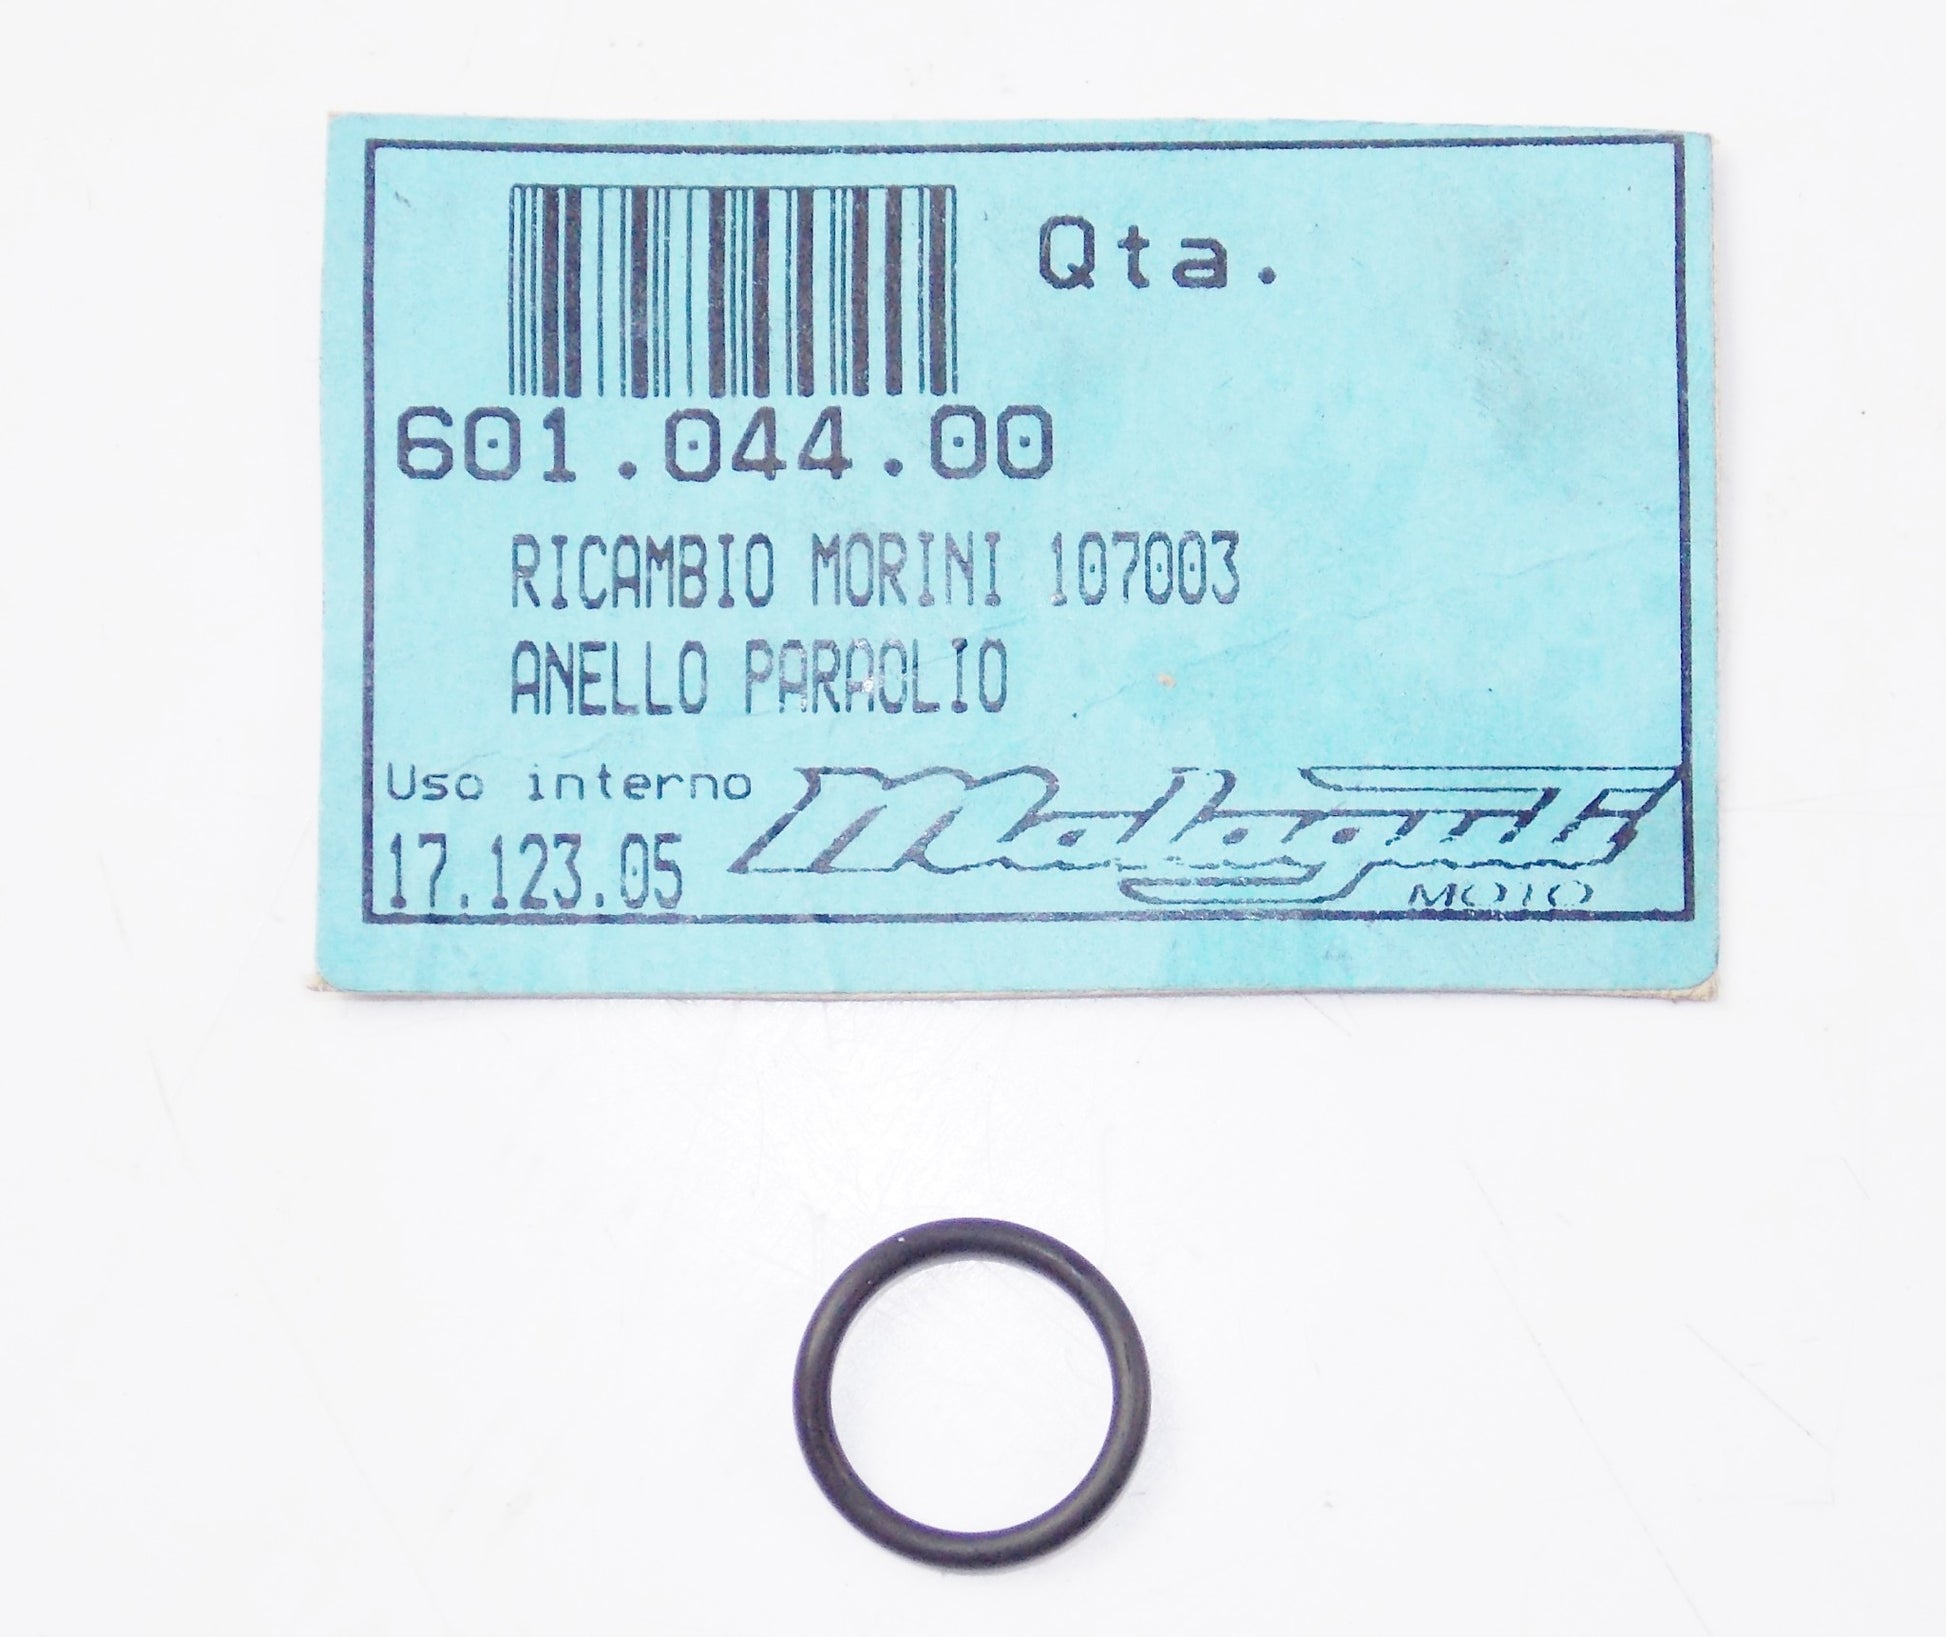 Qta.
601.044.00
RICAMBIO MORINI 107003
ANELLO PARAOLIO
Uso interno
17.123.05
Malaguti
MOTO